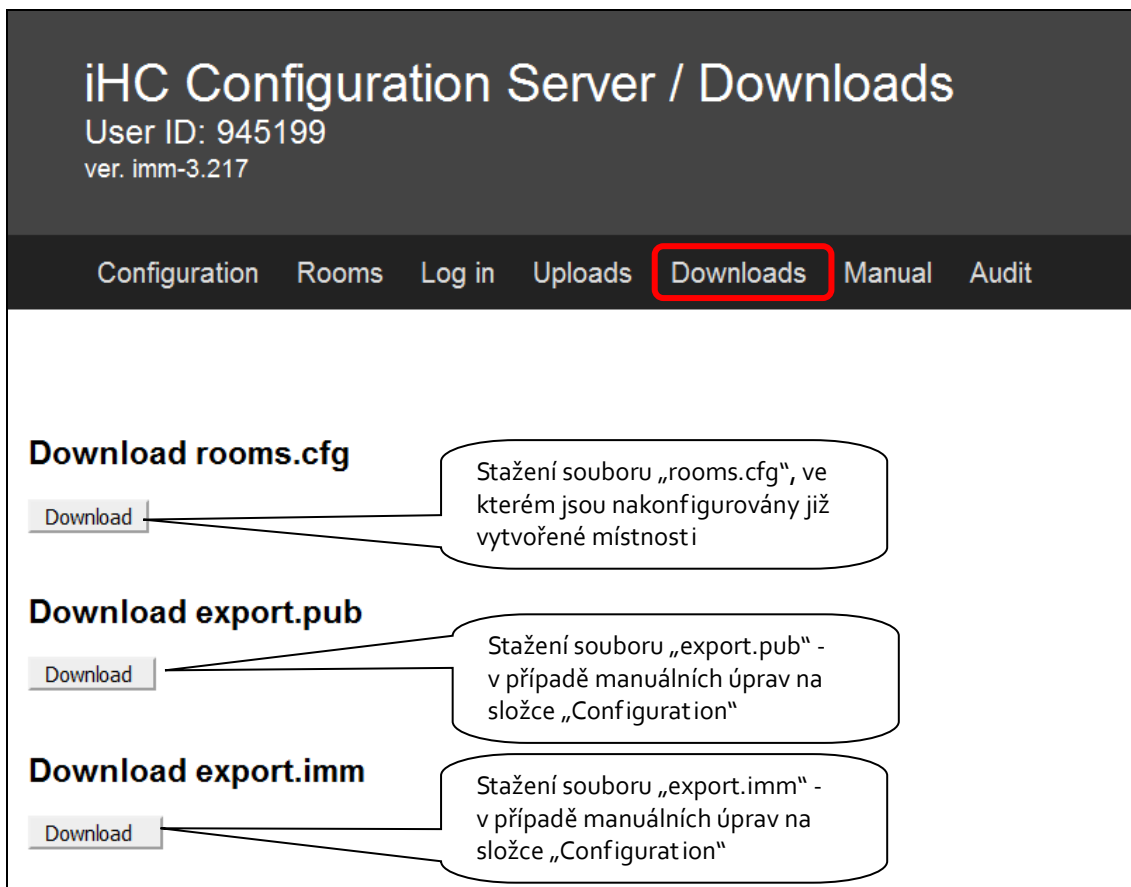 iHC Configuration Server / Downloads
User ID: 945199
ver. imm-3.217
Configuration Rooms Log in Uploads Downloads Manual Audit
Download rooms.cfg
Download
Stažení souboru „rooms.cfg“, ve
kterém jsou nakonfigurovány již
vytvořené místnosti
Download export.pub
Download
Stažení souboru „export.pub“ -
v případě manuálních úprav na
složce „Configuration“
Download export.imm
Download
Stažení souboru „export.imm“ -
v případě manuálních úprav na
složce „Configuration“